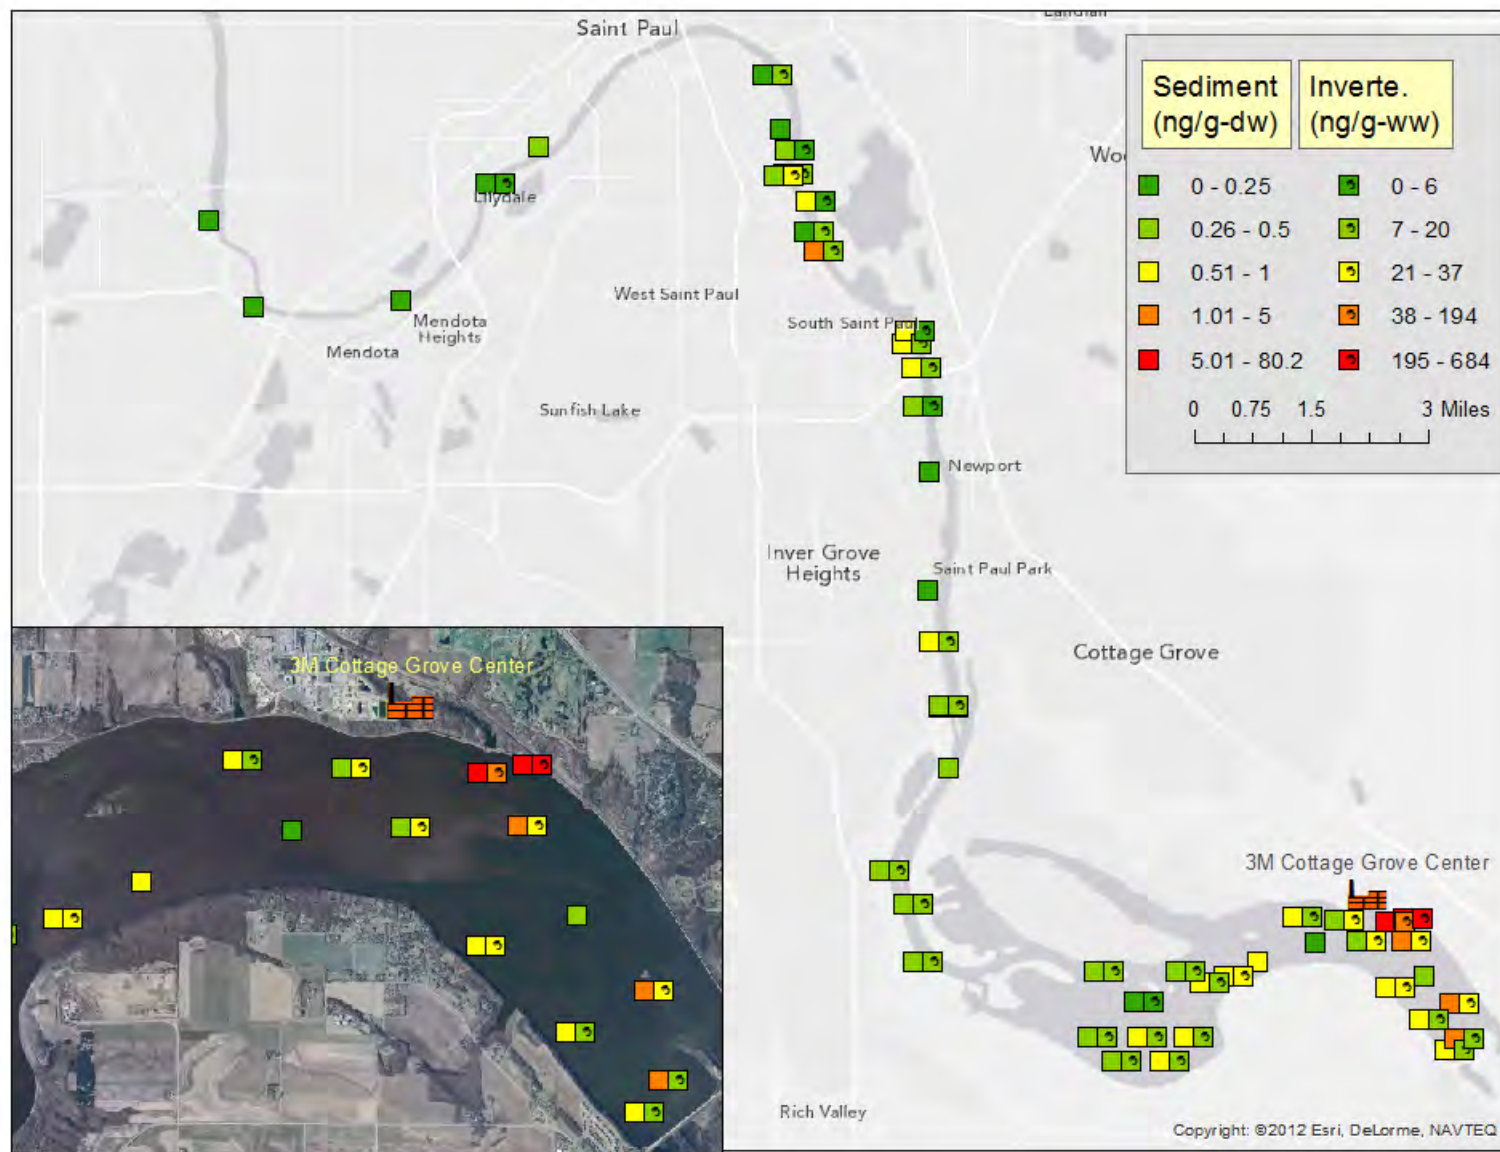 Saint Paul
Lilydale
Mendota
Heights
Mendota
West Saint Paul
South Saint Paul
Sunfish Lake
Newport
Inver Grove
Heights
Saint Paul Park
Cottage Grove
3M Cottage Grove Center
Rich Valley
3M Cottage Grove Center
Sediment
(ng/g-dw)
Inverte.
(ng/g-ww)
0 - 0.25 0 - 6
0.26 - 0.5 7 - 20
0.51 - 1 21 - 37
1.01 - 5 38 - 194
5.01 - 80.2 195 - 684
0 0.75 1.5 3 Miles
Copyright: ©2012 Esri, DeLorme, NAVTEQ